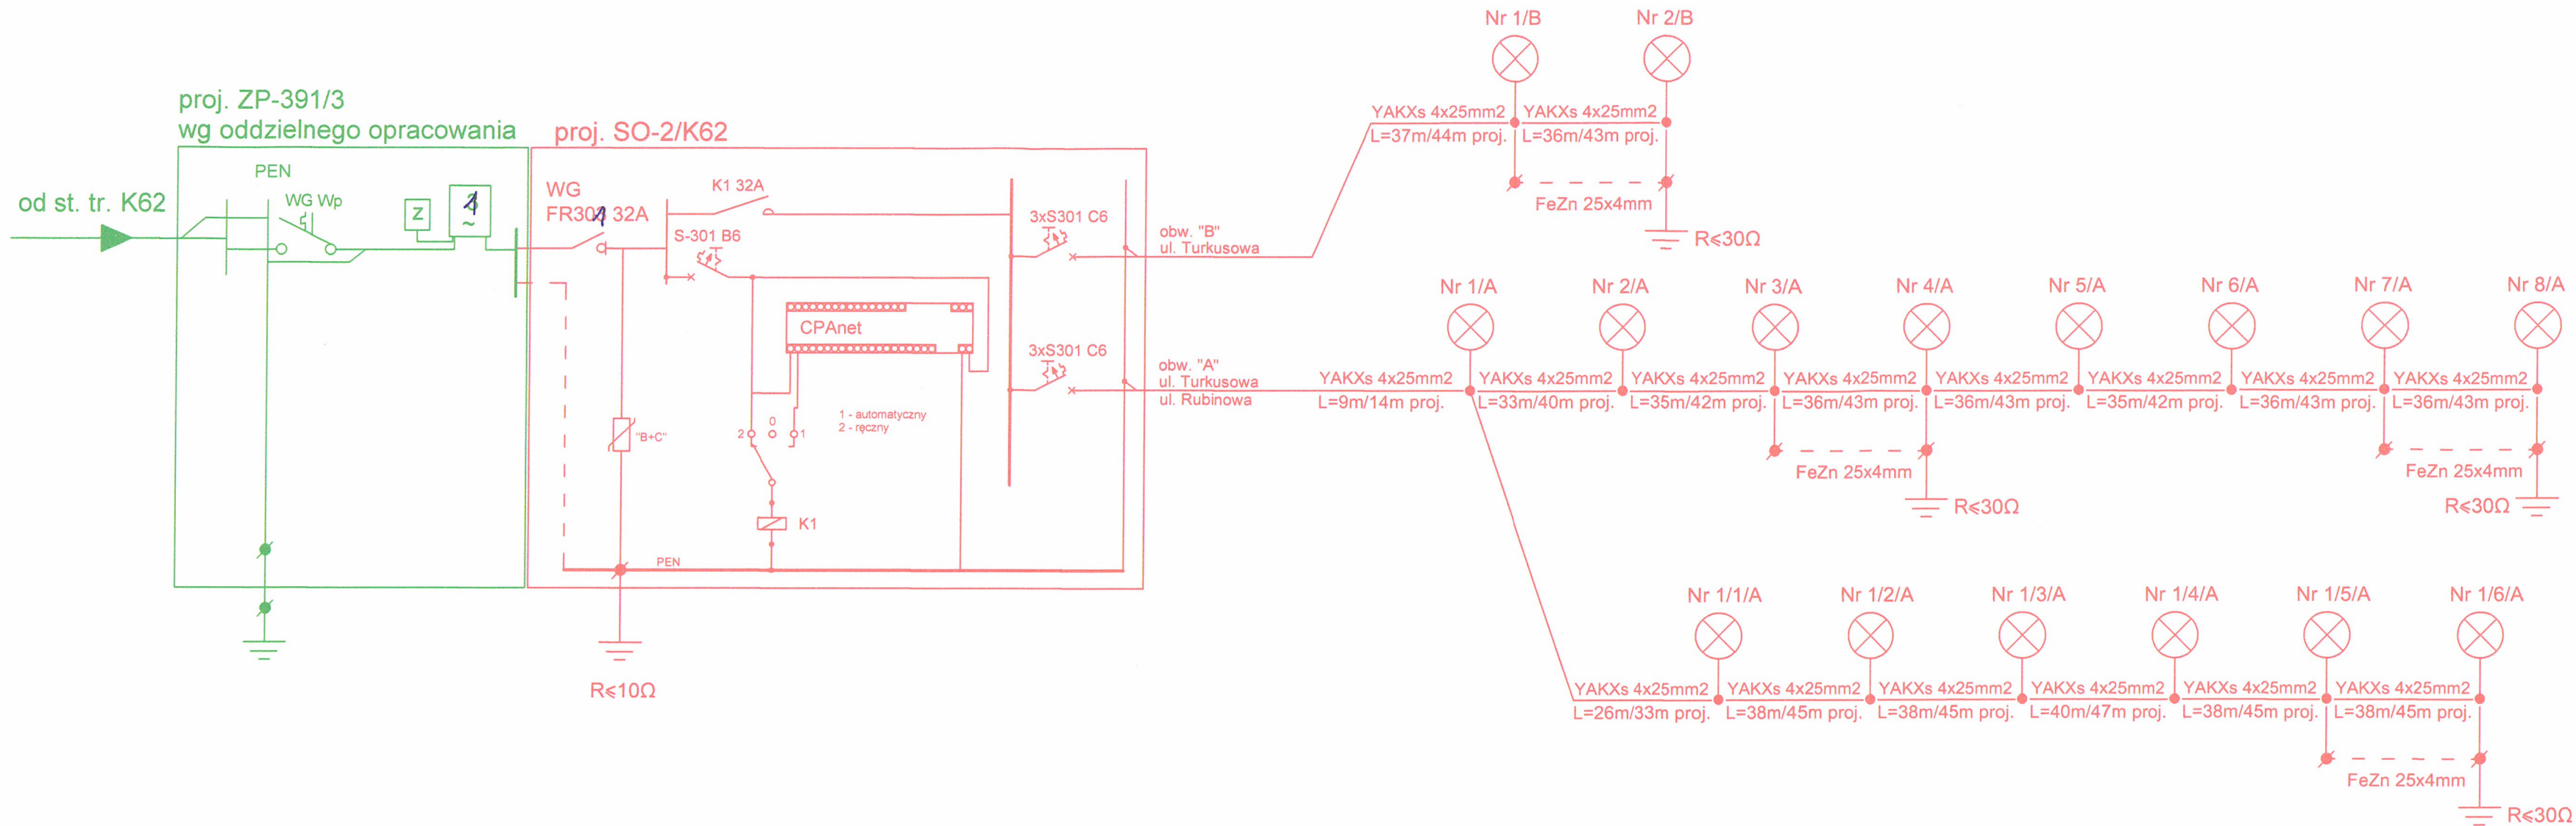 od st. tr. K62
proj. ZP-391/3
wg oddzielnego opracowania
PEN
WG Wp
Z
1
~
proj. SO-2/K62
WG
FR301 32A
K1 32A
S-301 B6
CPAnet
"B+C"
2
0
1
1 - automatyczny
2 - ręczny
K1
PEN
R⩽10Ω
3xS301 C6
obw. "B"
ul. Turkusowa
3xS301 C6
obw. "A"
ul. Turkusowa
ul. Rubinowa
Nr 1/B Nr 2/B
YAKXs 4x25mm2 YAKXs 4x25mm2
L=37m/44m proj. L=36m/43m proj.
FeZn 25x4mm
R⩽30Ω
Nr 1/A Nr 2/A Nr 3/A Nr 4/A Nr 5/A Nr 6/A Nr 7/A Nr 8/A
YAKXs 4x25mm2 YAKXs 4x25mm2 YAKXs 4x25mm2 YAKXs 4x25mm2 YAKXs 4x25mm2 YAKXs 4x25mm2 YAKXs 4x25mm2 YAKXs 4x25mm2
L=9m/14m proj. L=33m/40m proj. L=35m/42m proj. L=36m/43m proj. L=36m/43m proj. L=35m/42m proj. L=36m/43m proj. L=36m/43m proj.
FeZn 25x4mm FeZn 25x4mm
R⩽30Ω R⩽30Ω
Nr 1/1/A Nr 1/2/A Nr 1/3/A Nr 1/4/A Nr 1/5/A Nr 1/6/A
YAKXs 4x25mm2 YAKXs 4x25mm2 YAKXs 4x25mm2 YAKXs 4x25mm2 YAKXs 4x25mm2 YAKXs 4x25mm2
L=26m/33m proj. L=38m/45m proj. L=38m/45m proj. L=40m/47m proj. L=38m/45m proj. L=38m/45m proj.
FeZn 25x4mm
R⩽30Ω